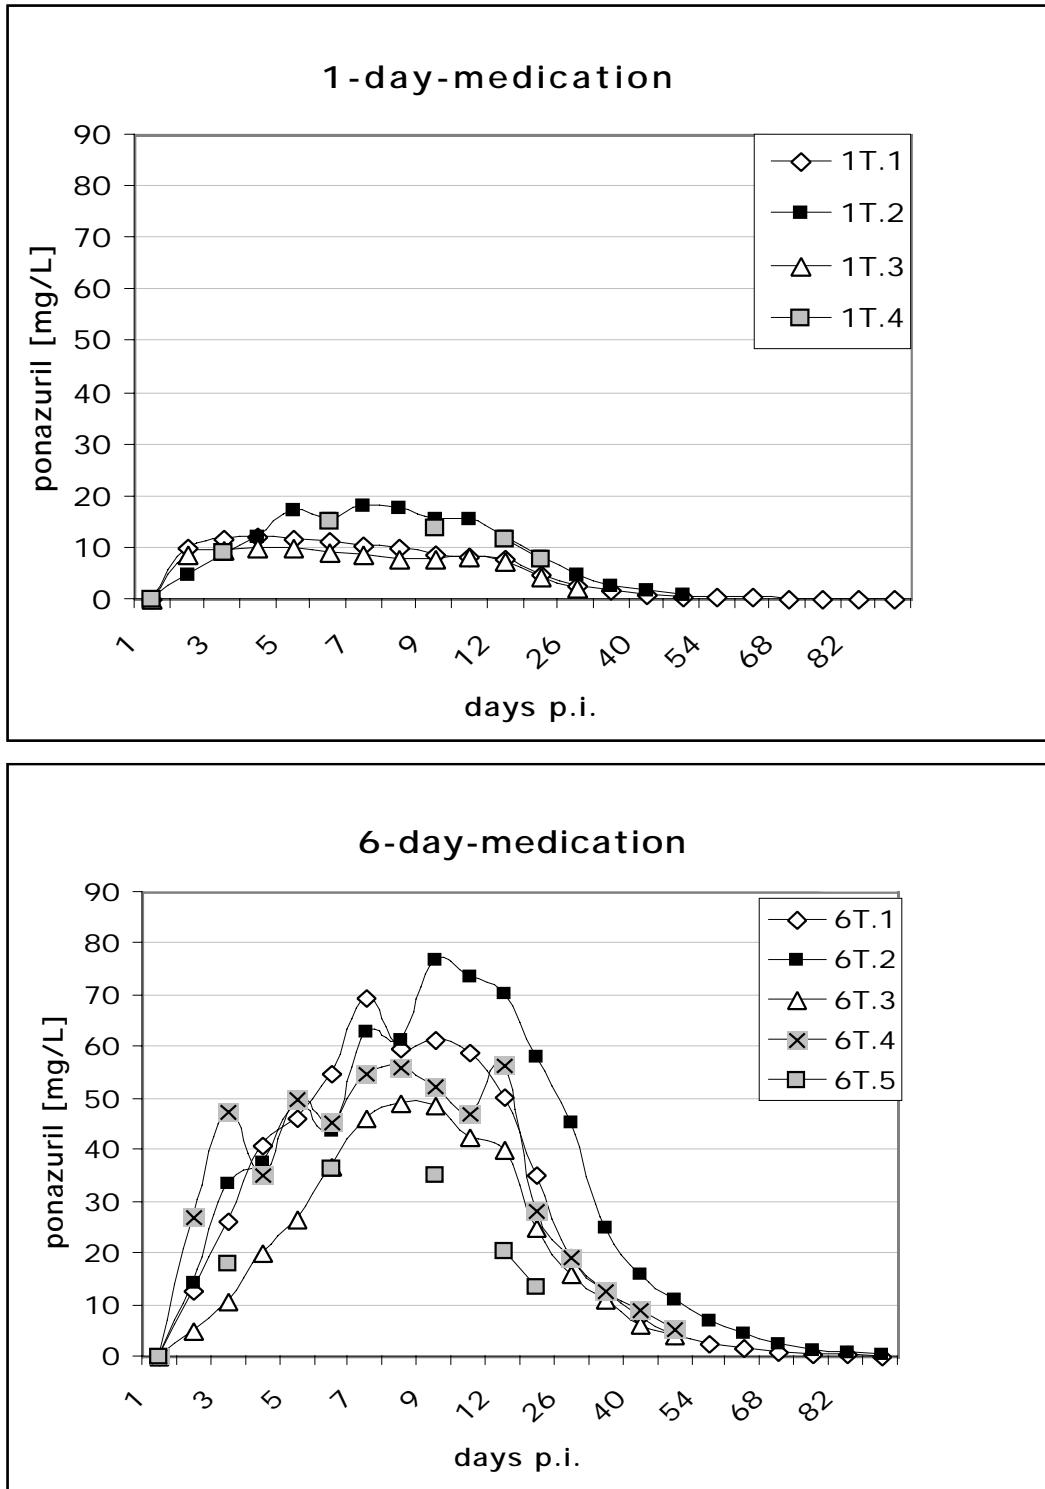 1-day-medication
90
80
70
60
50
40
30
20
10
0
ponazuril [mg/L]
1T.1
1T.2
1T.3
1T.4
1 3 5 7 9 12 26 40 54 68 82
days p.i.
6-day-medication
90
80
70
60
50
40
30
20
10
0
ponazuril [mg/L]
6T.1
6T.2
6T.3
6T.4
6T.5
1 3 5 7 9 12 26 40 54 68 82
days p.i.